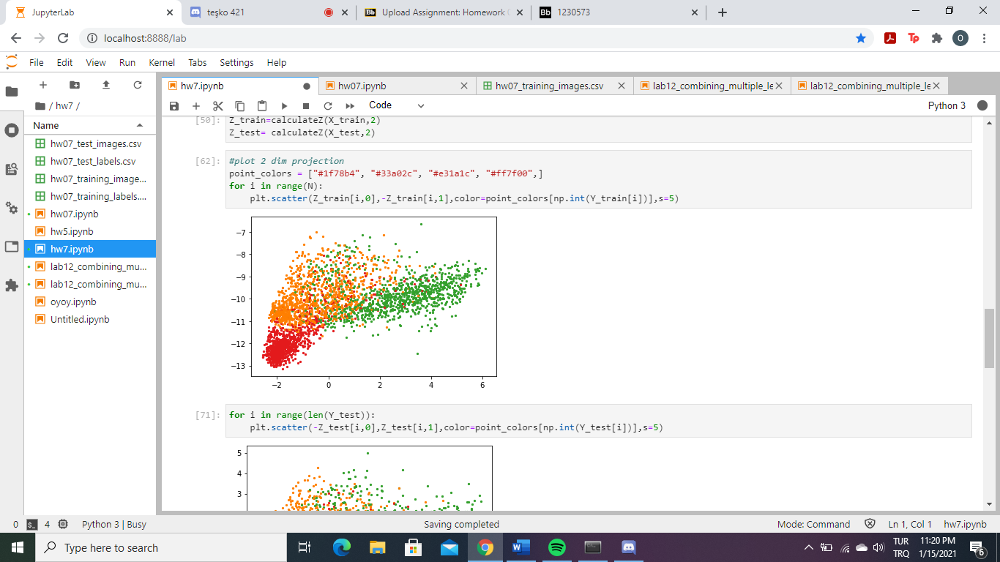 JupyterLab
teşko 421
Upload Assignment: Homework
Bb
1230573
localhost:8888/lab
O
File Edit View Run Kernel Tabs Settings Help
/ hw7 /
Name
hw07_test_images.csv
hw07_test_labels.csv
hw07_training_image...
hw07_training_labels....
hw07.ipynb
hw5.ipynb
hw7.ipynb
lab12_combining_mu...
lab12_combining_mu...
oyoy.ipynb
Untitled.ipynb
hw7.ipynb
hw07.ipynb
hw07_training_images.csv
lab12_combining_multiple_le
lab12_combining_multiple_le
Code
Python 3
[50]: Z_train=calculateZ(X_train,2)
Z_test= calculateZ(X_test,2)
[62]: #plot 2 dim projection
point_colors = ["#1f78b4", "#33a02c", "#e31a1c", "#ff7f00",]
for i in range(N):
plt.scatter(Z_train[i,0],-Z_train[i,1],color=point_colors[np.int(Y_train[i])],s=5)
−7
−8
−9
−10
−11
−12
−13
−2 0 2 4 6
[71]: for i in range(len(Y_test)):
plt.scatter(-Z_test[i,0],Z_test[i,1],color=point_colors[np.int(Y_test[i])],s=5)
5
4
3
0 4 Python 3 | Busy Saving completed Mode: Command Ln 1, Col 1 hw7.ipynb
Type here to search
TUR
TRQ
11:20 PM
1/15/2021
6